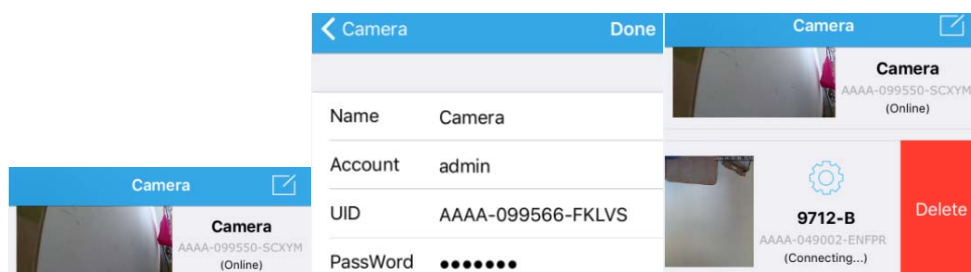 Camera
Camera
AAAA-099550-SCXYM
(Online)
Camera Done
Name Camera
Account admin
UID AAAA-099566-FKLVS
PassWord ●●●●●●●
Camera
Camera
AAAA-099550-SCXYM
(Online)
9712-B
AAAA-049002-ENFPR
(Connecting...)
Delete